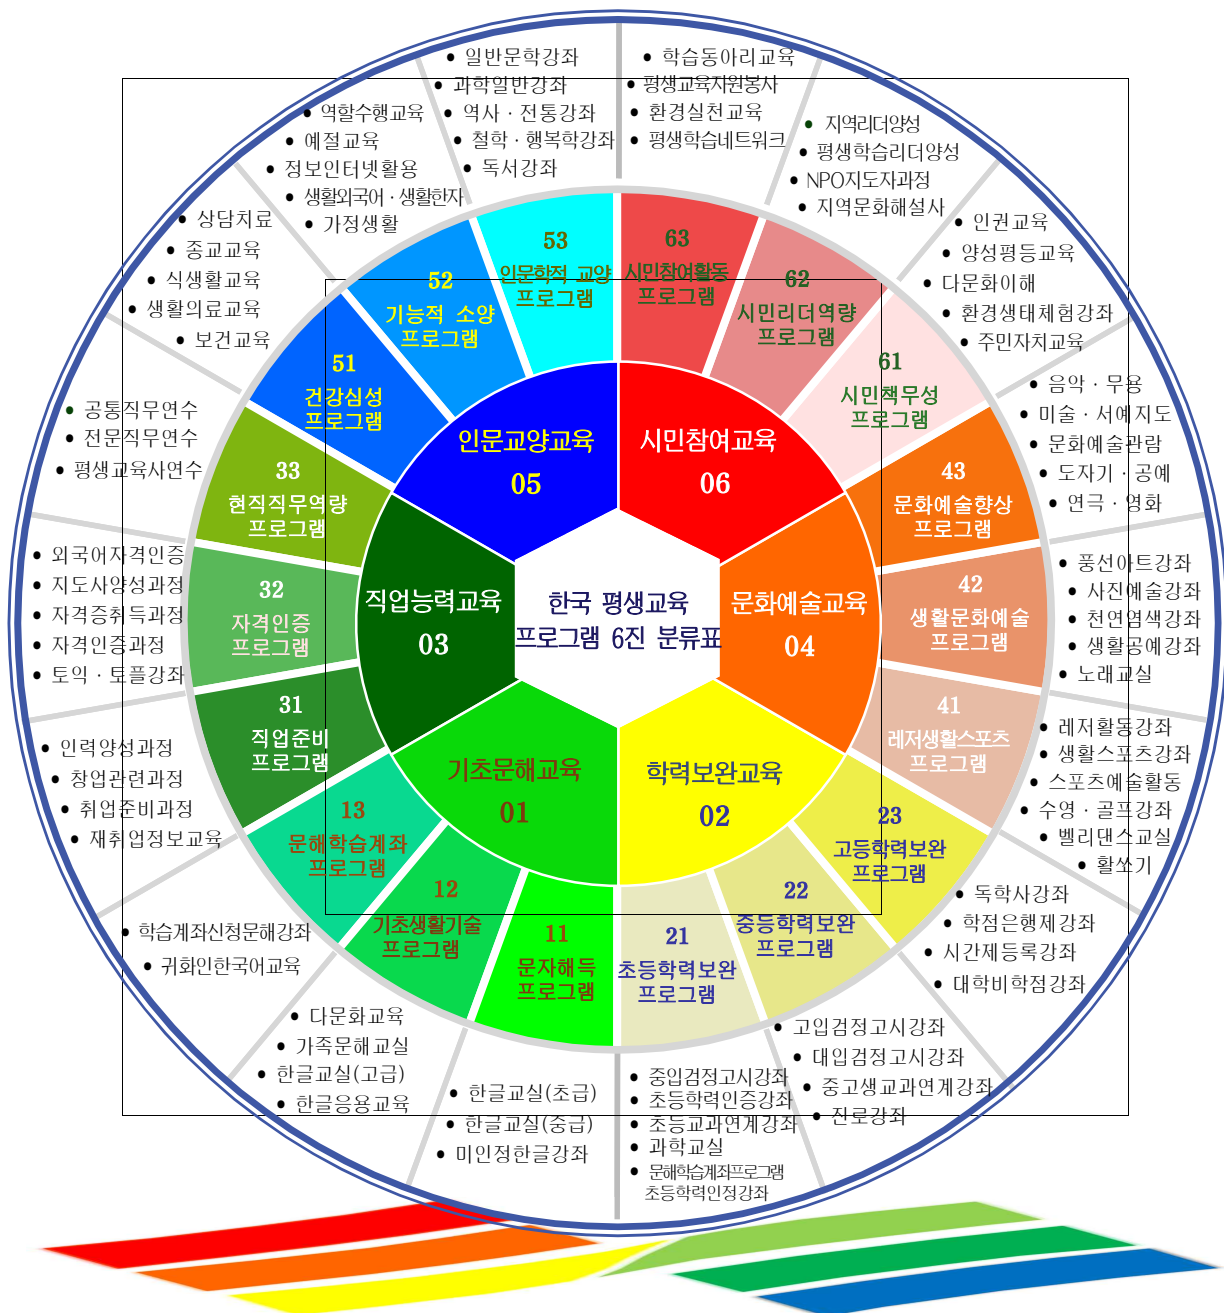 한국 평생교육
프로그램 6진 분류표
기초문해교육
01
학력보완교육
02
직업능력교육
03
문화예술교육
04
인문교양교육
05
시민참여교육
06
11
문자해득
프로그램
• 한글교실(초급)
• 한글교실(중급)
• 미인정한글강좌
12
기초생활기술
프로그램
• 다문화교육
• 가족문해교실
• 한글교실(고급)
• 한글응용교육
13
문해학습계좌
프로그램
• 학습계좌신청문해강좌
• 귀화인한국어교육
21
초등학력보완
프로그램
• 중입검정고시강좌
• 초등학력인증강좌
• 초등교과연계강좌
• 과학교실
• 문해학습계좌프로그램
초등학력인정강좌
22
중등학력보완
프로그램
• 고입검정고시강좌
• 대입검정고시강좌
• 중고생교과연계강좌
• 진로강좌
23
고등학력보완
프로그램
• 독학사강좌
• 학점은행제강좌
• 시간제등록강좌
• 대학비학점강좌
31
직업준비
프로그램
• 인력양성과정
• 창업관련과정
• 취업준비과정
• 재취업정보교육
32
자격인증
프로그램
• 외국어자격인증
• 지도사양성과정
• 자격증취득과정
• 자격인증과정
• 토익 · 토플강좌
33
현직직무역량
프로그램
• 공통직무연수
• 전문직무연수
• 평생교육사연수
41
레저생활스포츠
프로그램
• 레저활동강좌
• 생활스포츠강좌
• 스포츠예술활동
• 수영 · 골프강좌
• 벨리댄스교실
• 활쏘기
42
생활문화예술
프로그램
• 풍선아트강좌
• 사진예술강좌
• 천연염색강좌
• 생활공예강좌
• 노래교실
43
문화예술향상
프로그램
• 음악 · 무용
• 미술 · 서예지도
• 문화예술관람
• 도자기 · 공예
• 연극 · 영화
51
건강심성
프로그램
• 상담치료
• 종교교육
• 식생활교육
• 생활의료교육
• 보건교육
52
기능적 소양
프로그램
• 역할수행교육
• 예절교육
• 정보인터넷활용
• 생활외국어 · 생활한자
• 가정생활
53
인문학적 교양
프로그램
• 일반문학강좌
• 과학일반강좌
• 역사 · 전통강좌
• 철학 · 행복학강좌
• 독서강좌
61
시민책무성
프로그램
• 인권교육
• 양성평등교육
• 다문화이해
• 환경생태체험강좌
• 주민자치교육
62
시민리더역량
프로그램
• 지역리더양성
• 평생학습리더양성
• NPO지도자과정
• 지역문화해설사
63
시민참여활동
프로그램
• 학습동아리교육
• 평생교육자원봉사
• 환경실천교육
• 평생학습네트워크